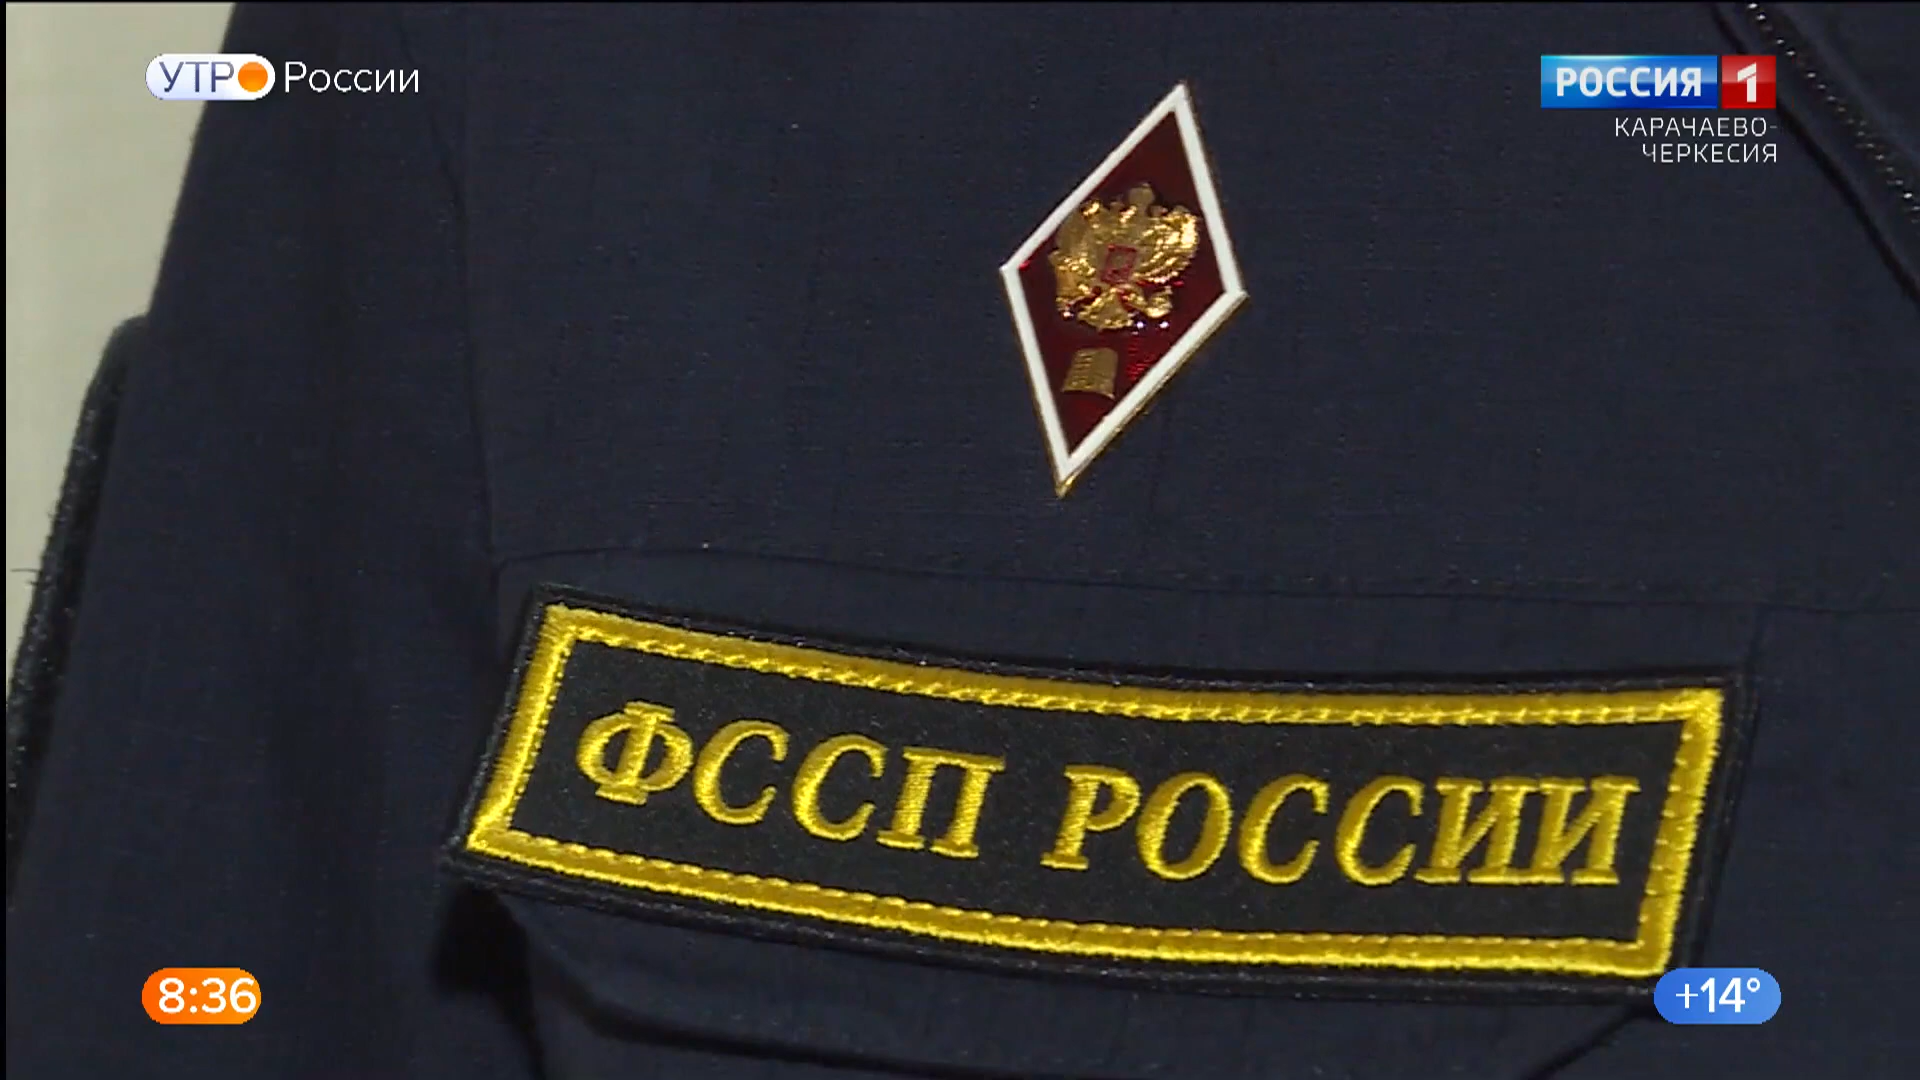 УТРО России
РОССИЯ 1
КАРАЧАЕВО-
ЧЕРКЕСИЯ
ФССП РОССИИ
8:36
+14°